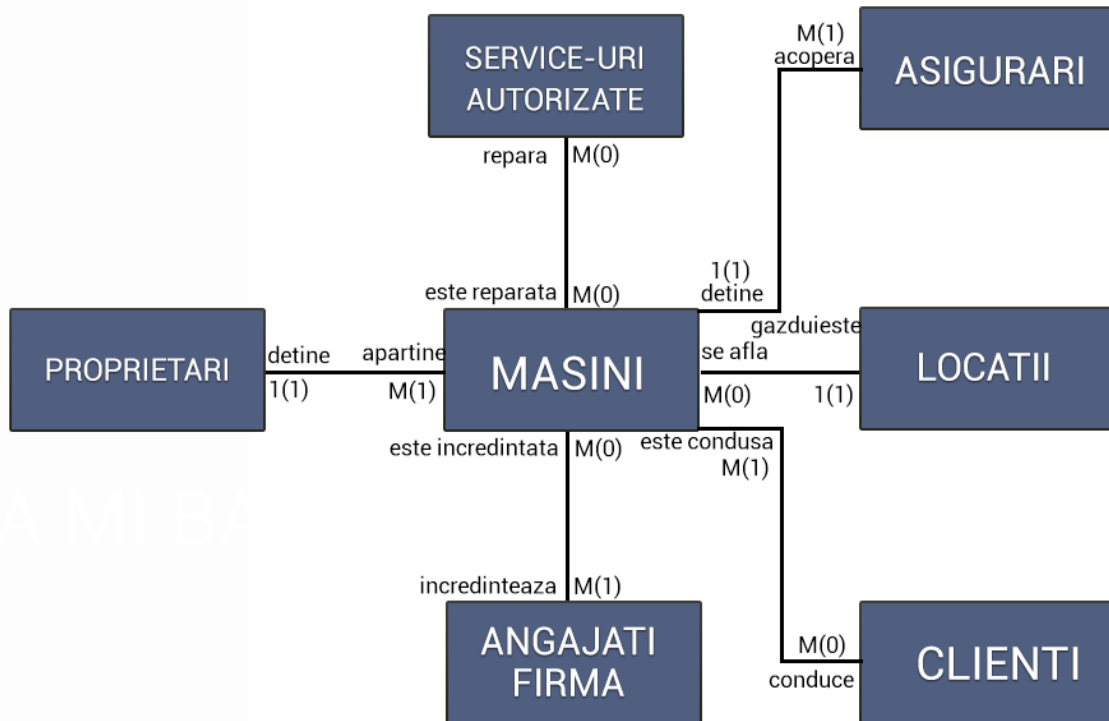 SERVICE-URI
AUTORIZATE
repara M(0)
M(1)
acopera
ASIGURARI
este reparata M(0)
1(1)
detine
PROPRIETARI
detine
1(1)
apartine
M(1)
MASINI
gazduieste
se afla
M(0)
1(1)
LOCATII
este incredintata M(0)
este condusa
M(1)
A MI BA
incredinteaza M(1)
ANGAJATI
FIRMA
M(0)
conduce
CLIENTI